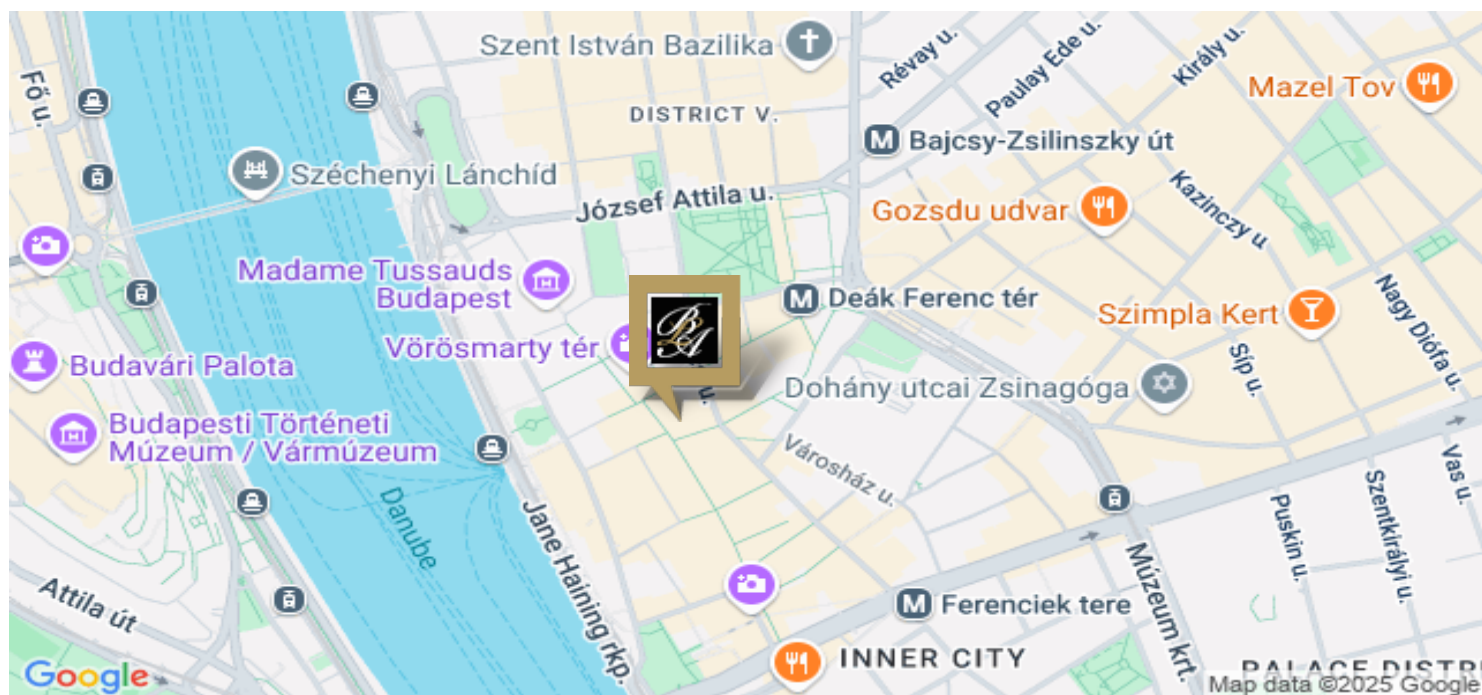 Szent István Bazilika
Révay u.
Paulay Ede u.
Király u.
Mazel Tov
Fő u.
DISTRICT V.
M Bajcsy-Zsilinszky út
Széchenyi Lánchíd
József Attila u.
Gozsdu udvar
Kazinczy u
Madame Tussauds
Budapest
M Deák Ferenc tér
Szimpla Kert
Nagy Diófa u.
Vörösmarty tér
BLA
u.
Síp u.
Budavári Palota
Dohány utcai Zsinagóga
Budapesti Történeti
Múzeum / Vármúzeum
Városház u.
Vas u.
Danube
Jane Haining rkp.
Puskin u.
Szentkirályi u.
Attila út
M Ferenciek tere
Múzeum krt.
INNER CITY
PALACE DISTR
Google
Map data ©2025 Google